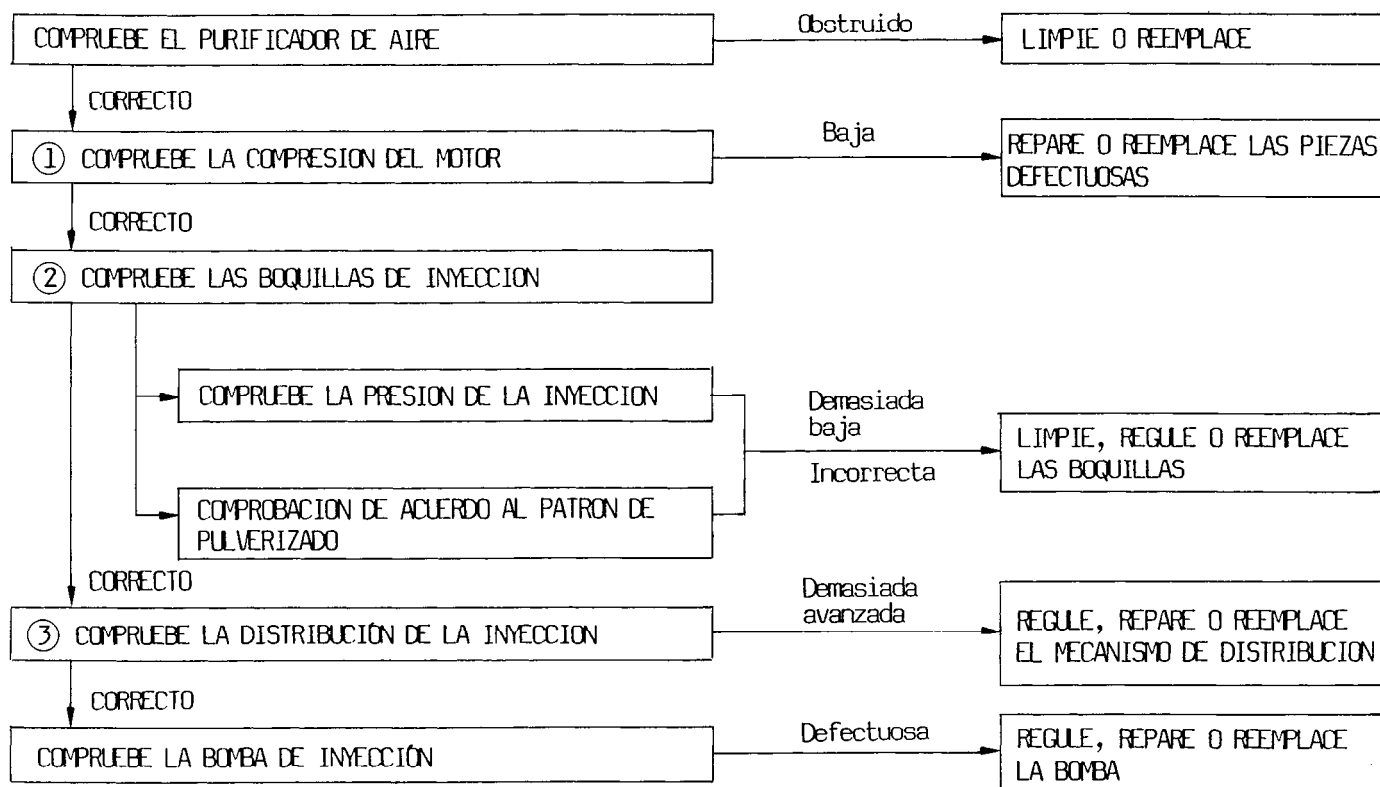 COMPRUEBE EL PURIFICADOR DE AIRE
Obstruido
LIMPIE O REEMPLACE
CORRECTO
① COMPRUEBE LA COMPRESION DEL MOTOR
Baja
REPARE O REEMPLACE LAS PIEZAS
DEFECTUOSAS
CORRECTO
② COMPRUEBE LAS BOQUILLAS DE INYECCION
COMPRUEBE LA PRESION DE LA INYECCION
COMPROBACION DE ACUERDO AL PATRON DE
PULVERIZADO
Demasiada
baja
Incorrecta
LIMPIE, REGULE O REEMPLACE
LAS BOQUILLAS
CORRECTO
③ COMPRUEBE LA DISTRIBUCIÓN DE LA INYECCION
Demasiada
avanzada
REGULE, REPARE O REEMPLACE
EL MECANISMO DE DISTRIBUCION
CORRECTO
COMPRUEBE LA BOMBA DE INYECCIÓN
Defectuosa
REGULE, REPARE O REEMPLACE
LA BOMBA